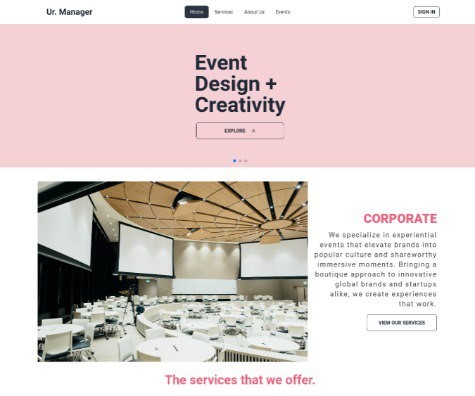 Ur. Manager
Home Services About Us Events
SIGN IN
Event
Design +
Creativity
EXPLORE
CORPORATE
We specialize in experiential
events that elevate brands into
popular culture and shareworthy
immersive moments. Bringing a
boutique approach to innovative
global brands and startups
alike, we create experiences
that work.
VIEW OUR SERVICES
The services that we offer.